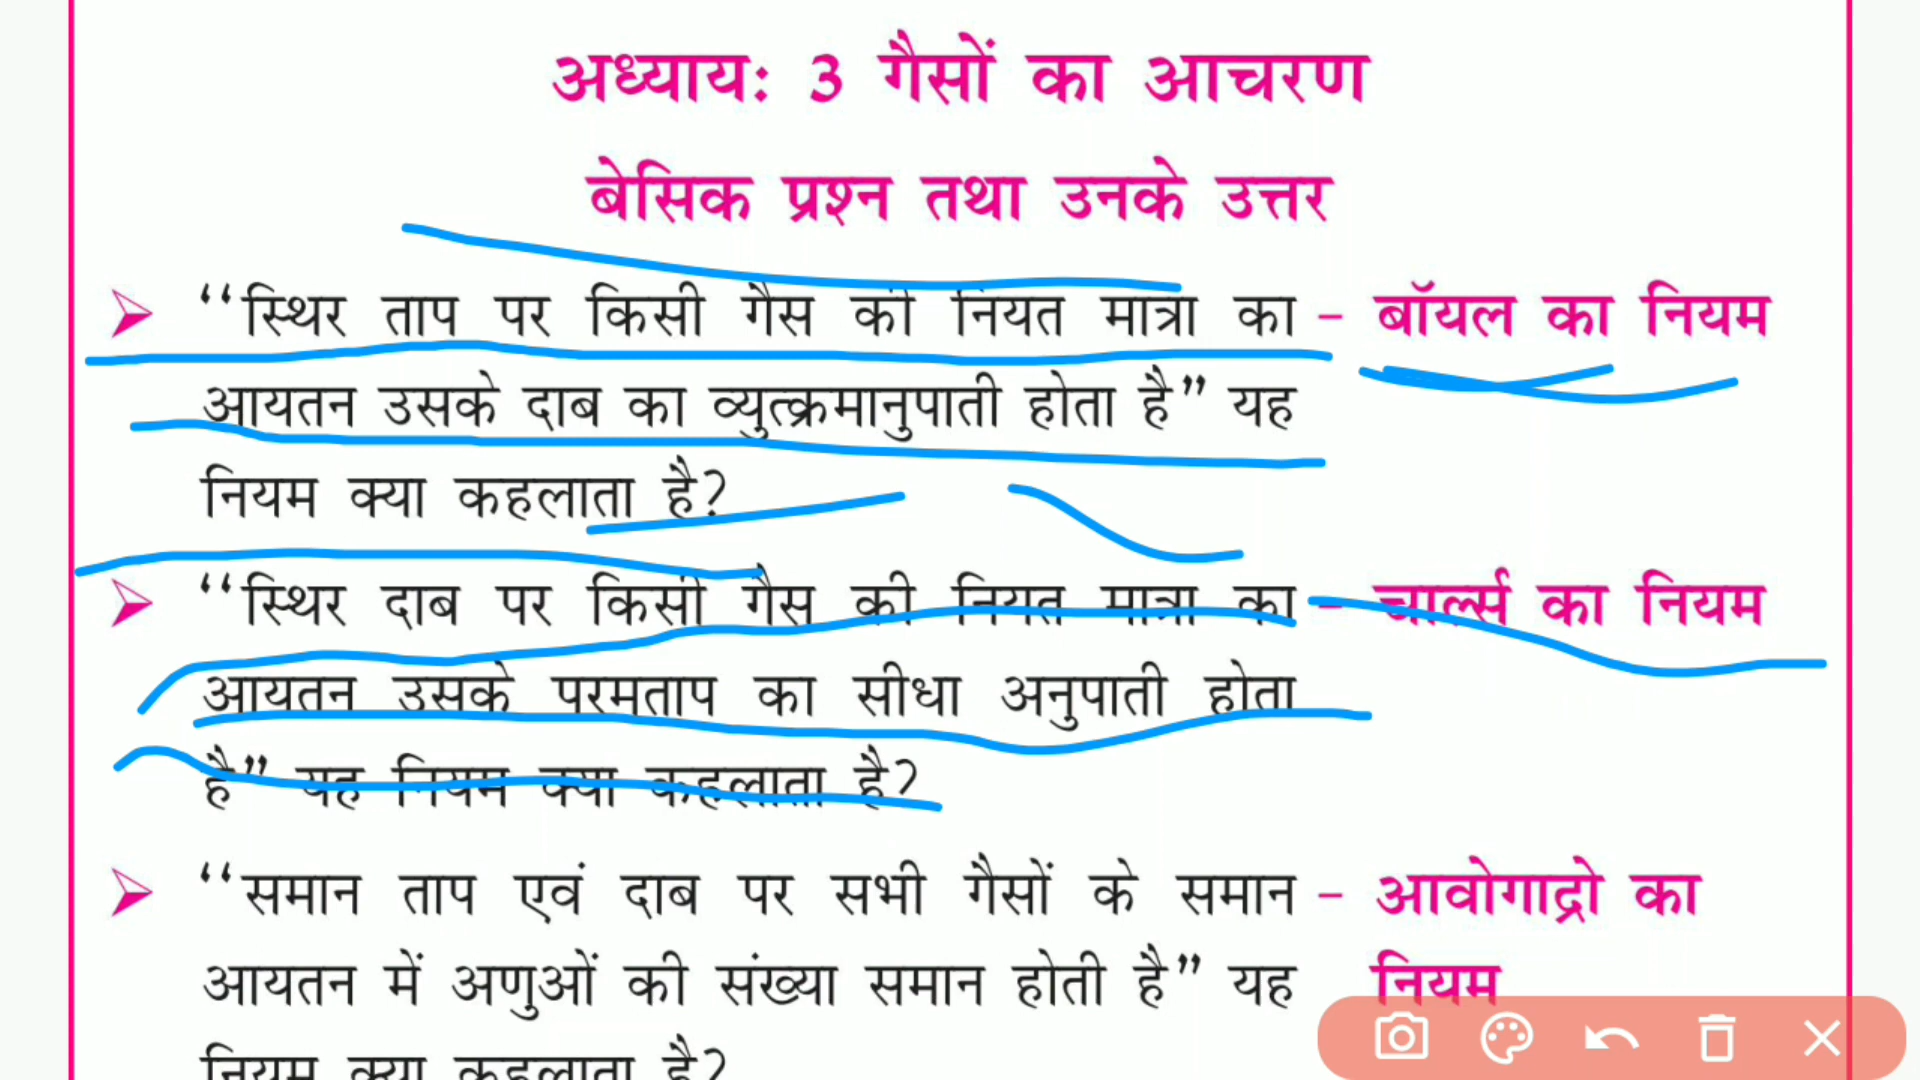 अध्यायः 3 गैसों का आचरण
बेसिक प्रश्न तथा उनके उत्तर
‘‘स्थिर ताप पर किसी गैस की नियत मात्रा का - बॉयल का नियम
आयतन उसके दाब का व्युत्क्रमानुपाती होता है’’ यह
नियम क्या कहलाता है?
‘‘स्थिर दाब पर किसी गैस की नियत मात्रा का - चार्ल्स का नियम
आयतन उसके परमताप का सीधा अनुपाती होता
है’’ यह नियम क्या कहलाता है?
‘‘समान ताप एवं दाब पर सभी गैसों के समान - आवोगाद्रो का
आयतन में अणुओं की संख्या समान होती है’’ यह नियम
नियम क्या कहलाता है?